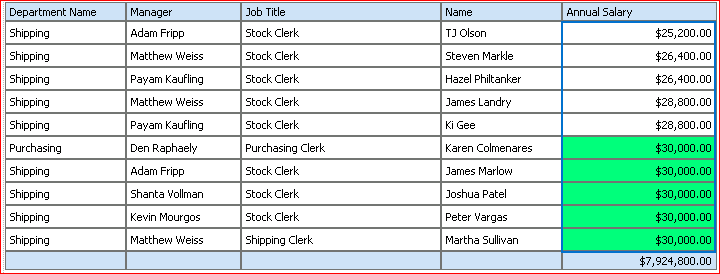 Department Name Manager Job Title Name Annual Salary
Shipping Adam Fripp Stock Clerk TJ Olson $25,200.00
Shipping Matthew Weiss Stock Clerk Steven Markle $26,400.00
Shipping Payam Kaufling Stock Clerk Hazel Philtanker $26,400.00
Shipping Matthew Weiss Stock Clerk James Landry $28,800.00
Shipping Payam Kaufling Stock Clerk Ki Gee $28,800.00
Purchasing Den Raphaely Purchasing Clerk Karen Colmenares $30,000.00
Shipping Adam Fripp Stock Clerk James Marlow $30,000.00
Shipping Shanta Vollman Stock Clerk Joshua Patel $30,000.00
Shipping Kevin Mourgos Stock Clerk Peter Vargas $30,000.00
Shipping Matthew Weiss Shipping Clerk Martha Sullivan $30,000.00
$7,924,800.00